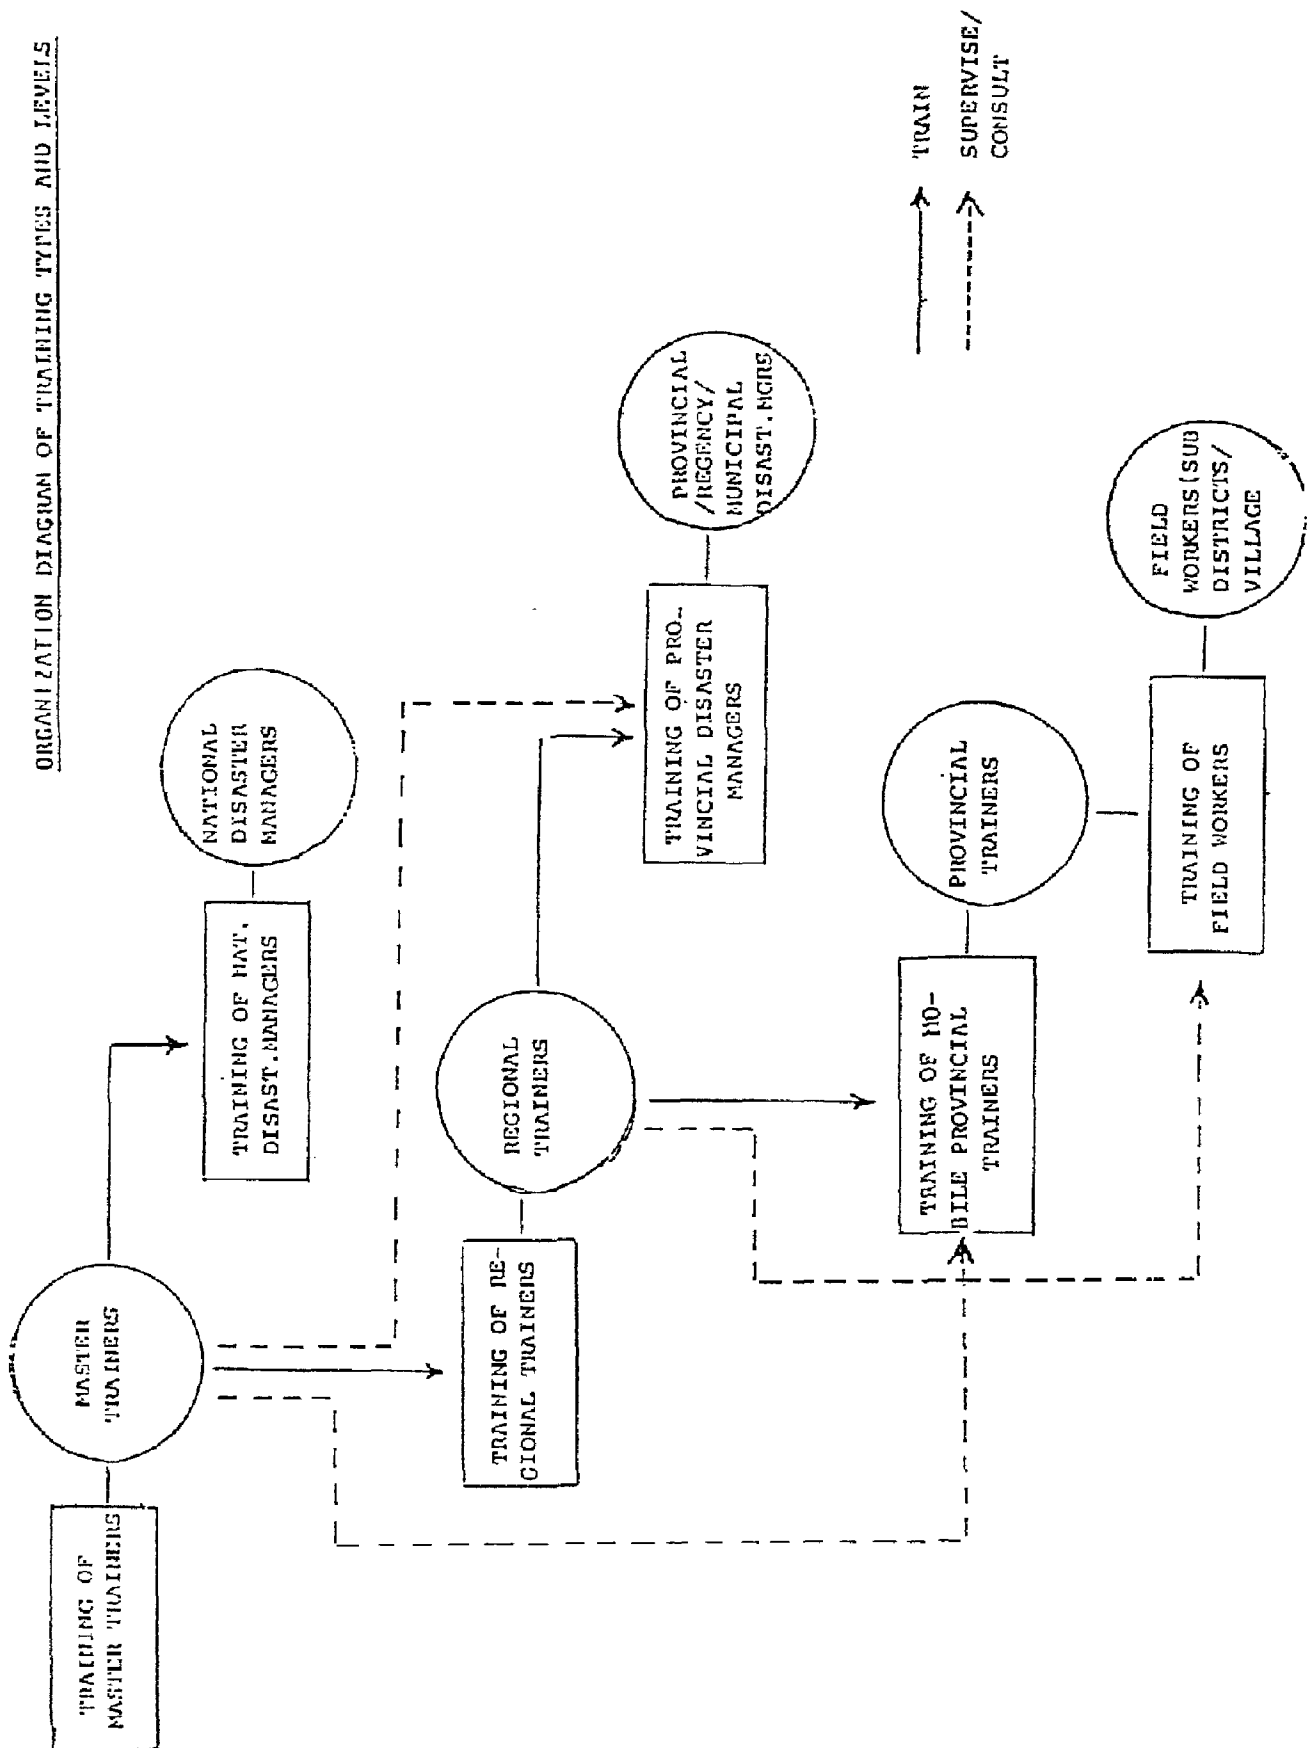 ORGANIZATION DIAGRAM OF TRAINING TYPES AND LEVELS
TRAINING OF
MASTER TRAINERS
MASTER
TRAINERS
TRAINING OF NAT.
DISAST.MANAGERS
NATIONAL
DISASTER
MANAGERS
TRAINING OF RE-
GIONAL TRAINERS
REGIONAL
TRAINERS
TRAINING OF PRO-
VINCIAL DISASTER
MANAGERS
PROVINCIAL
/REGENCY/
MUNICIPAL
DISAST.MGRS
TRAINING OF MO-
BILE PROVINCIAL
TRAINERS
PROVINCIAL
TRAINERS
TRAINING OF
FIELD WORKERS
FIELD
WORKERS(SUB
DISTRICTS/
VILLAGE
TRAIN
SUPERVISE/
CONSULT